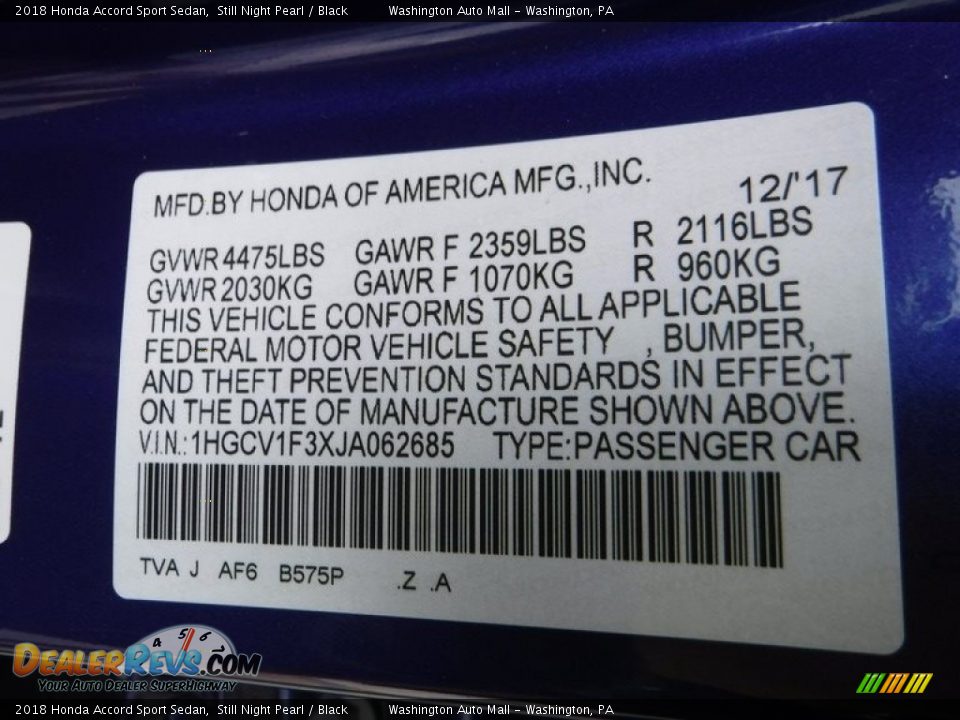 2018 Honda Accord Sport Sedan, Still Night Pearl / Black Washington Auto Mall - Washington, PA
MFD.BY HONDA OF AMERICA MFG.,INC. 12/'17
GVWR 4475LBS GAWR F 2359LBS R 2116LBS
GVWR 2030KG GAWR F 1070KG R 960KG
THIS VEHICLE CONFORMS TO ALL APPLICABLE
FEDERAL MOTOR VEHICLE SAFETY , BUMPER,
AND THEFT PREVENTION STANDARDS IN EFFECT
ON THE DATE OF MANUFACTURE SHOWN ABOVE.
V.I.N.:1HGCV1F3XJA062685 TYPE:PASSENGER CAR
TVA J AF6 B575P .Z .A
4 5 6
DEALERREVS.COM
YOUR AUTO DEALER SUPERHIGHWAY
2018 Honda Accord Sport Sedan, Still Night Pearl / Black Washington Auto Mall - Washington, PA